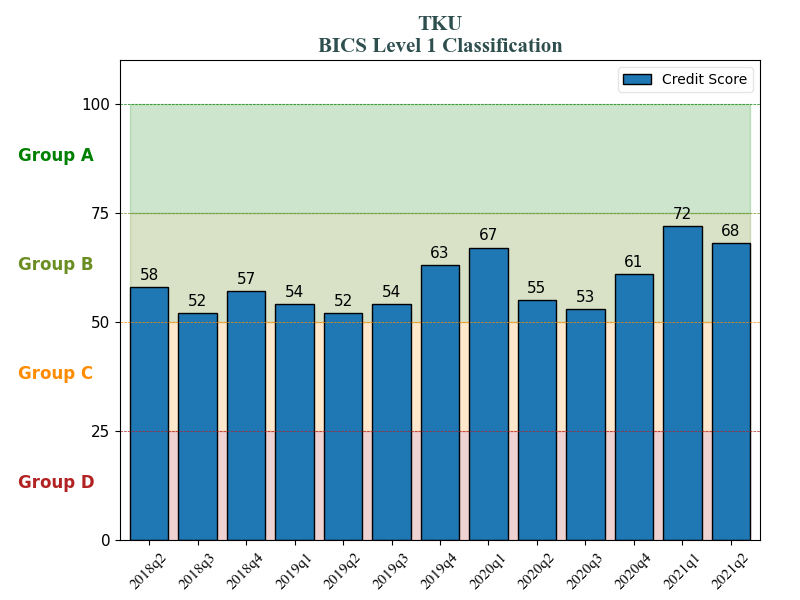 TKU
BICS Level 1 Classification
Credit Score
100
Group A
75
72
68
67
Group B
63
61
58
57
55
54
54
53
52
52
50
Group C
25
Group D
0
2018q2
2018q3
2018q4
2019q1
2019q2
2019q3
2019q4
2020q1
2020q2
2020q3
2020q4
2021q1
2021q2